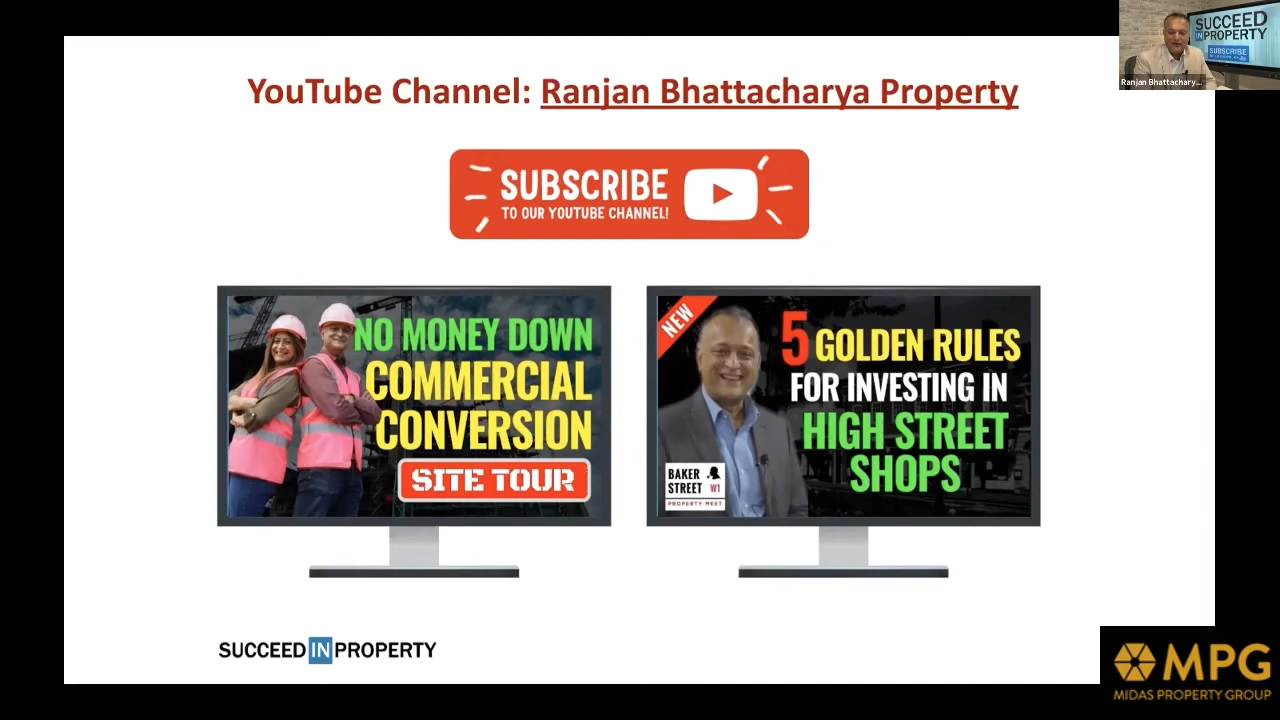 YouTube Channel: Ranjan Bhattacharya Property
SUBSCRIBE
TO OUR YOUTUBE CHANNEL!
NO MONEY DOWN
COMMERCIAL
CONVERSION
SITE TOUR
NEW
5 GOLDEN RULES
FOR INVESTING IN
HIGH STREET
SHOPS
BAKER
STREET W1
PROPERTY MEET
SUCCEED IN PROPERTY
SUCCEED
IN PROPERTY
SUBSCRIBE
Ranjan Bhattachary...
MPG
MIDAS PROPERTY GROUP